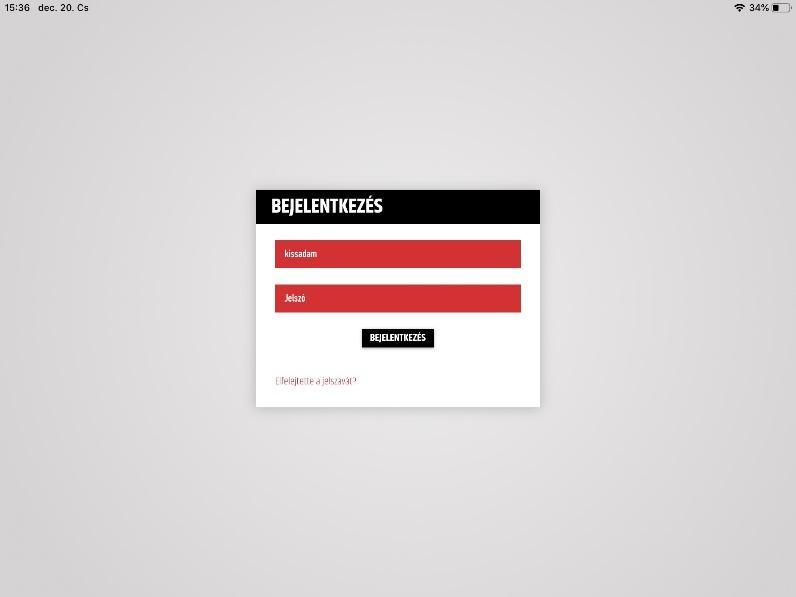 15:36 dec. 20. Cs
34%
BEJELENTKEZÉS
kissadam
Jelszó
BEJELENTKEZÉS
Elfelejtette a jelszavát?